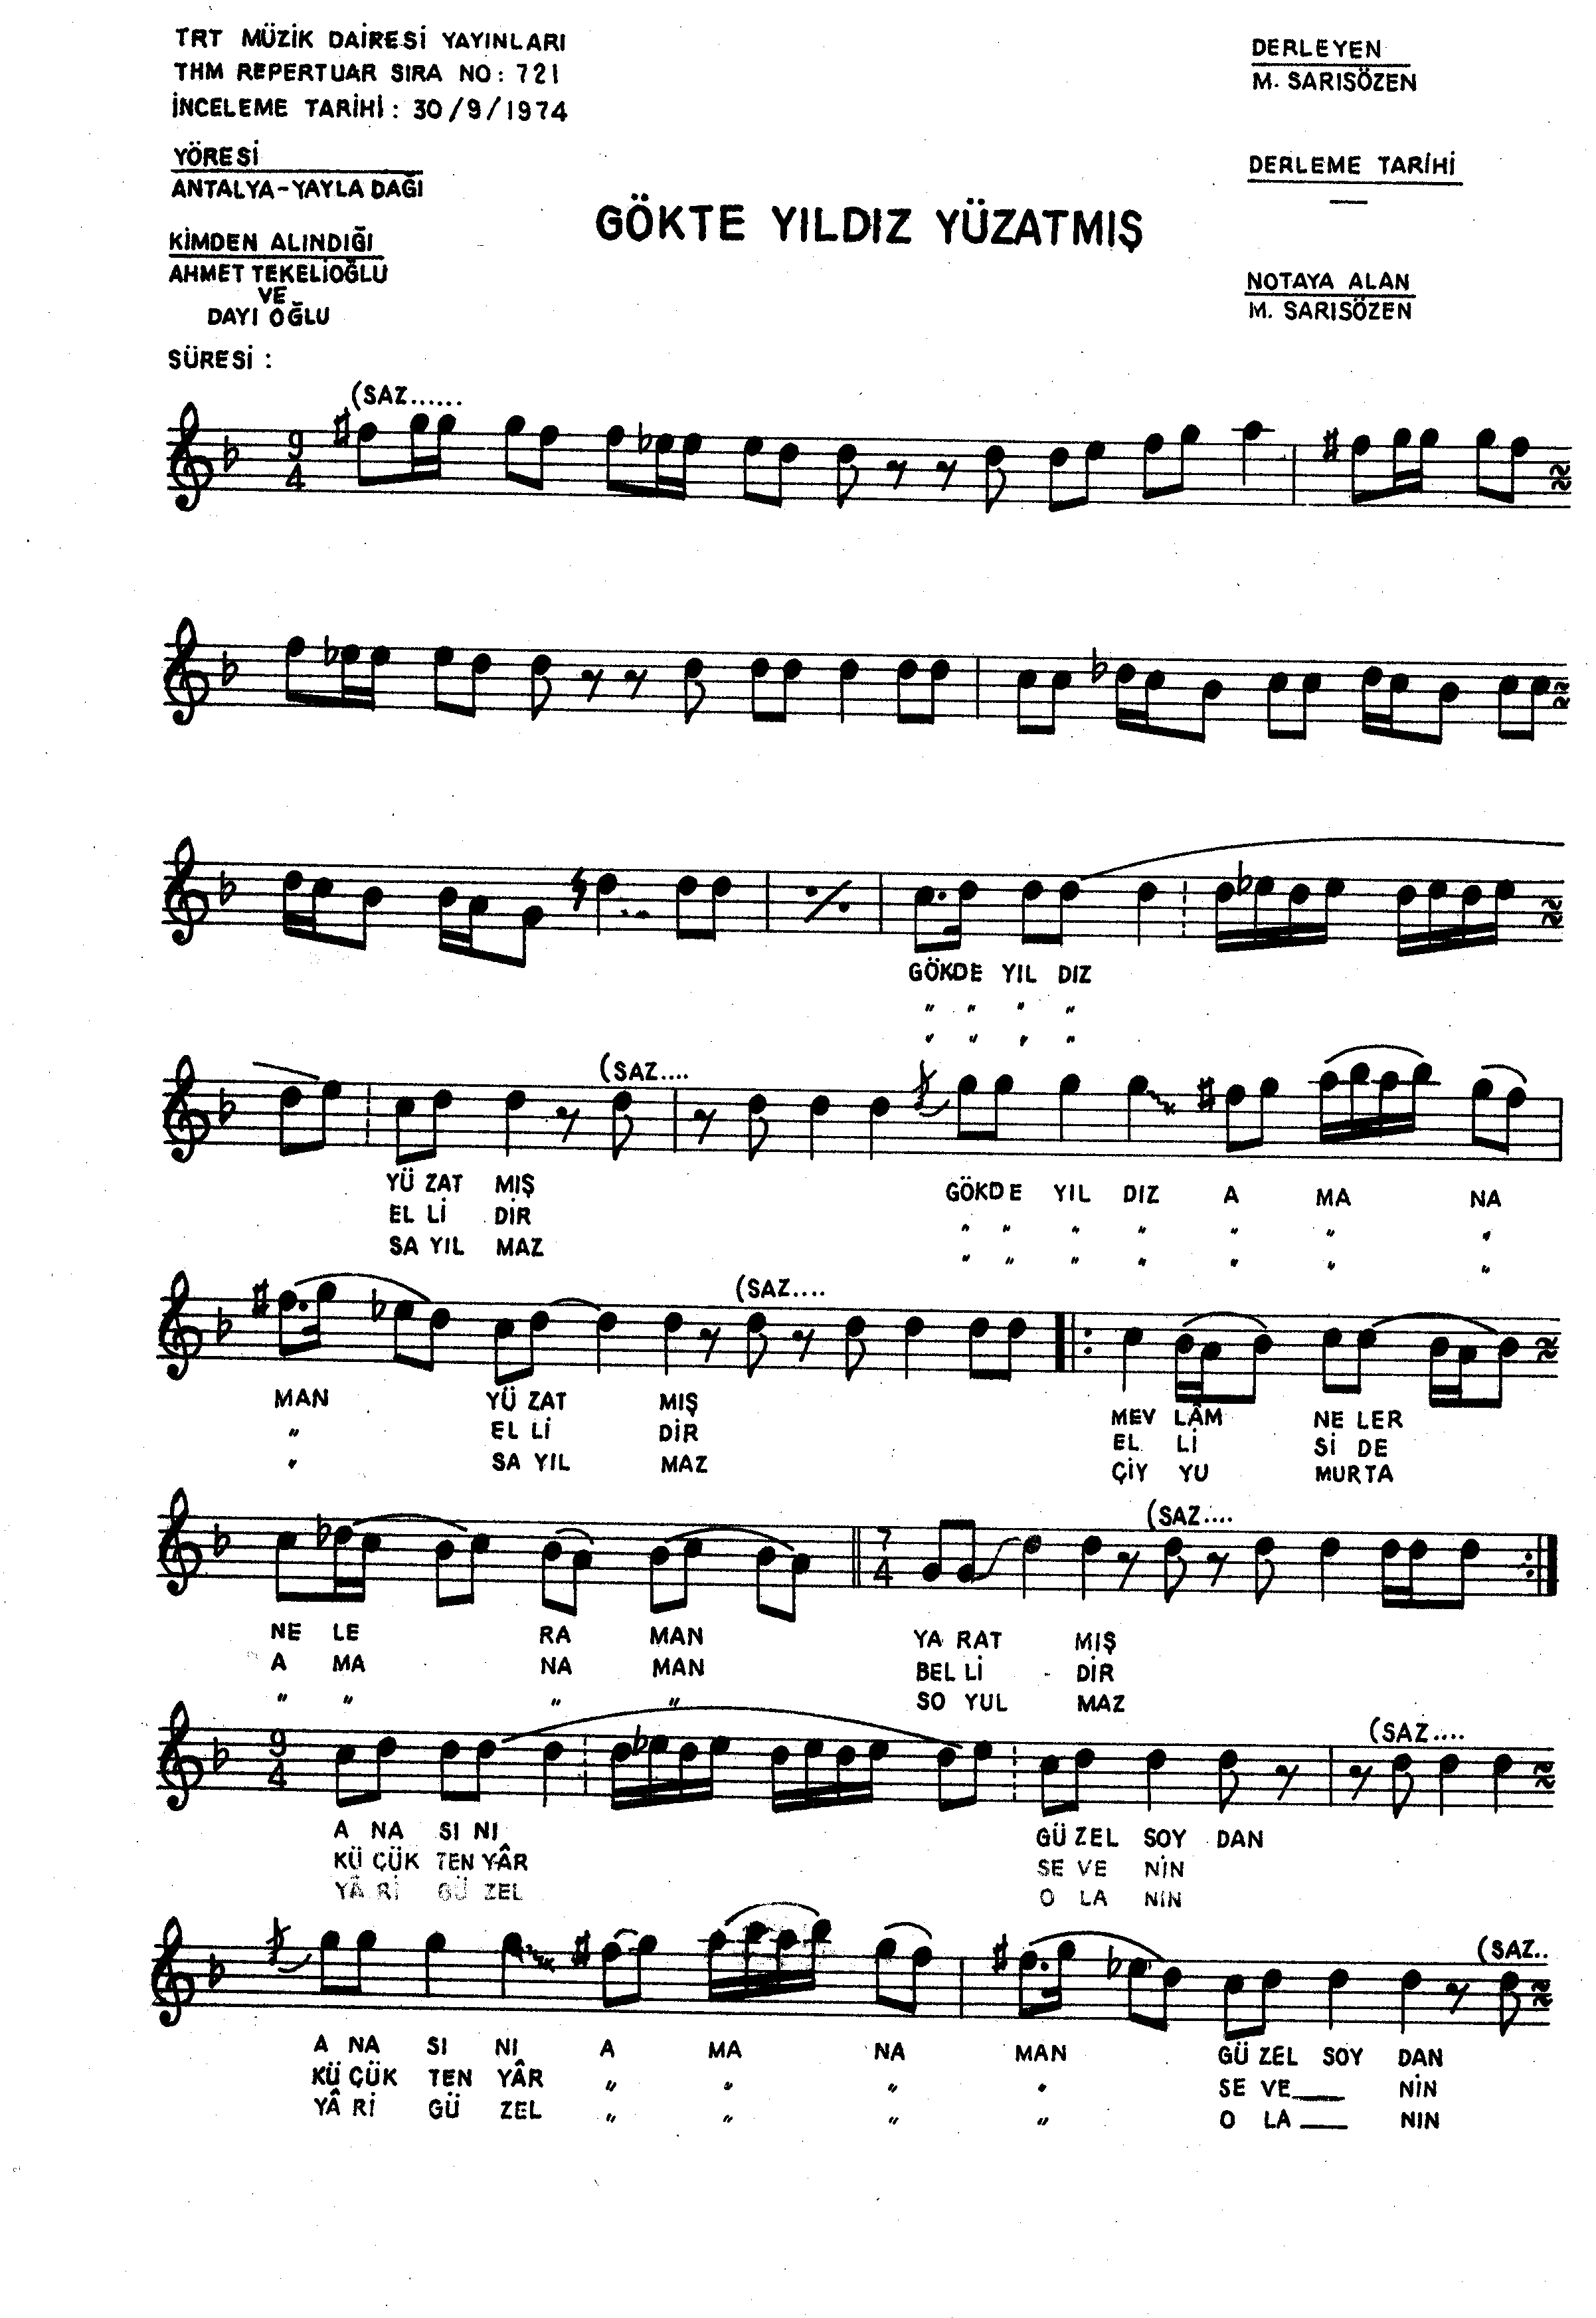 TRT MÜZİK DAİRESİ YAYINLARI
THM REPERTUAR SIRA NO: 721
İNCELEME TARİHİ: 30/9/1974
YÖRESİ
ANTALYA-YAYLA DAĞI
KİMDEN ALINDIĞI
AHMET TEKELİOĞLU
VE
DAYI OĞLU
SÜRESİ :
DERLEYEN
M. SARISÖZEN
DERLEME TARİHİ
—
NOTAYA ALAN
M. SARISÖZEN
GÖKTE YILDIZ YÜZATMIŞ
(SAZ......
9
4
GÖKDE YIL DIZ
" " " "
" " " "
(SAZ....
YÜ ZAT MIŞ GÖKDE YIL DIZ A MA NA
EL Lİ DİR " " " " " " "
SA YIL MAZ " " " " " " "
(SAZ....
MAN YÜ ZAT MIŞ MEV LÂM NE LER
" EL Lİ DİR EL Lİ Sİ DE
" SA YIL MAZ ÇİY YU MURTA
(SAZ....
7
4
NE LE RA MAN YA RAT MIŞ
A MA NA MAN BEL Lİ - DİR
" " " " SO YUL MAZ
(SAZ....
9
4
A NA SI NI GÜ ZEL SOY DAN
KÜ ÇÜK TEN YÂR SE VE NİN
YÂ Rİ GÜ ZEL O LA NIN
(SAZ..
A NA SI NI A MA NA MAN GÜ ZEL SOY DAN
KÜ ÇÜK TEN YÂR " " " " SE VE__ NİN
YÂ Rİ GÜ ZEL " " " " O LA__ NIN